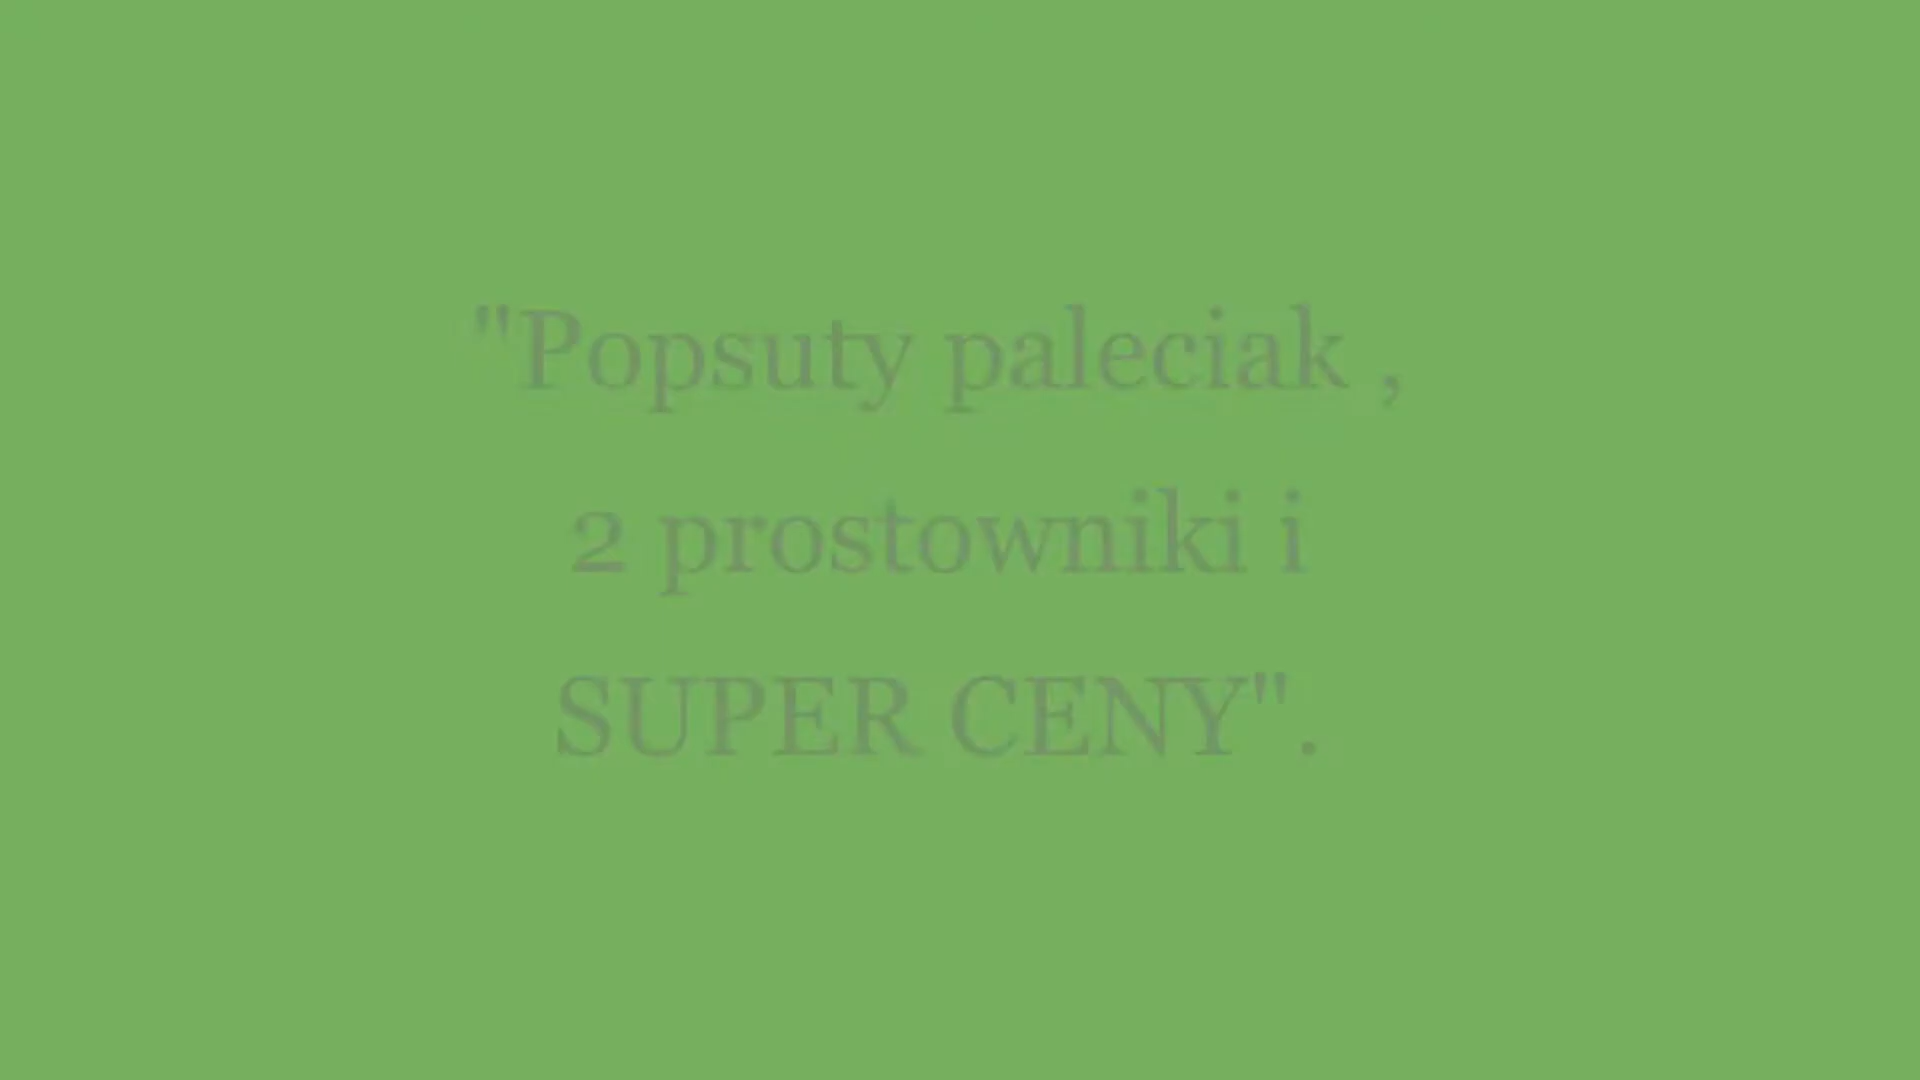 "Popsuty paleciak ,
2 prostowniki i
SUPER CENY" .